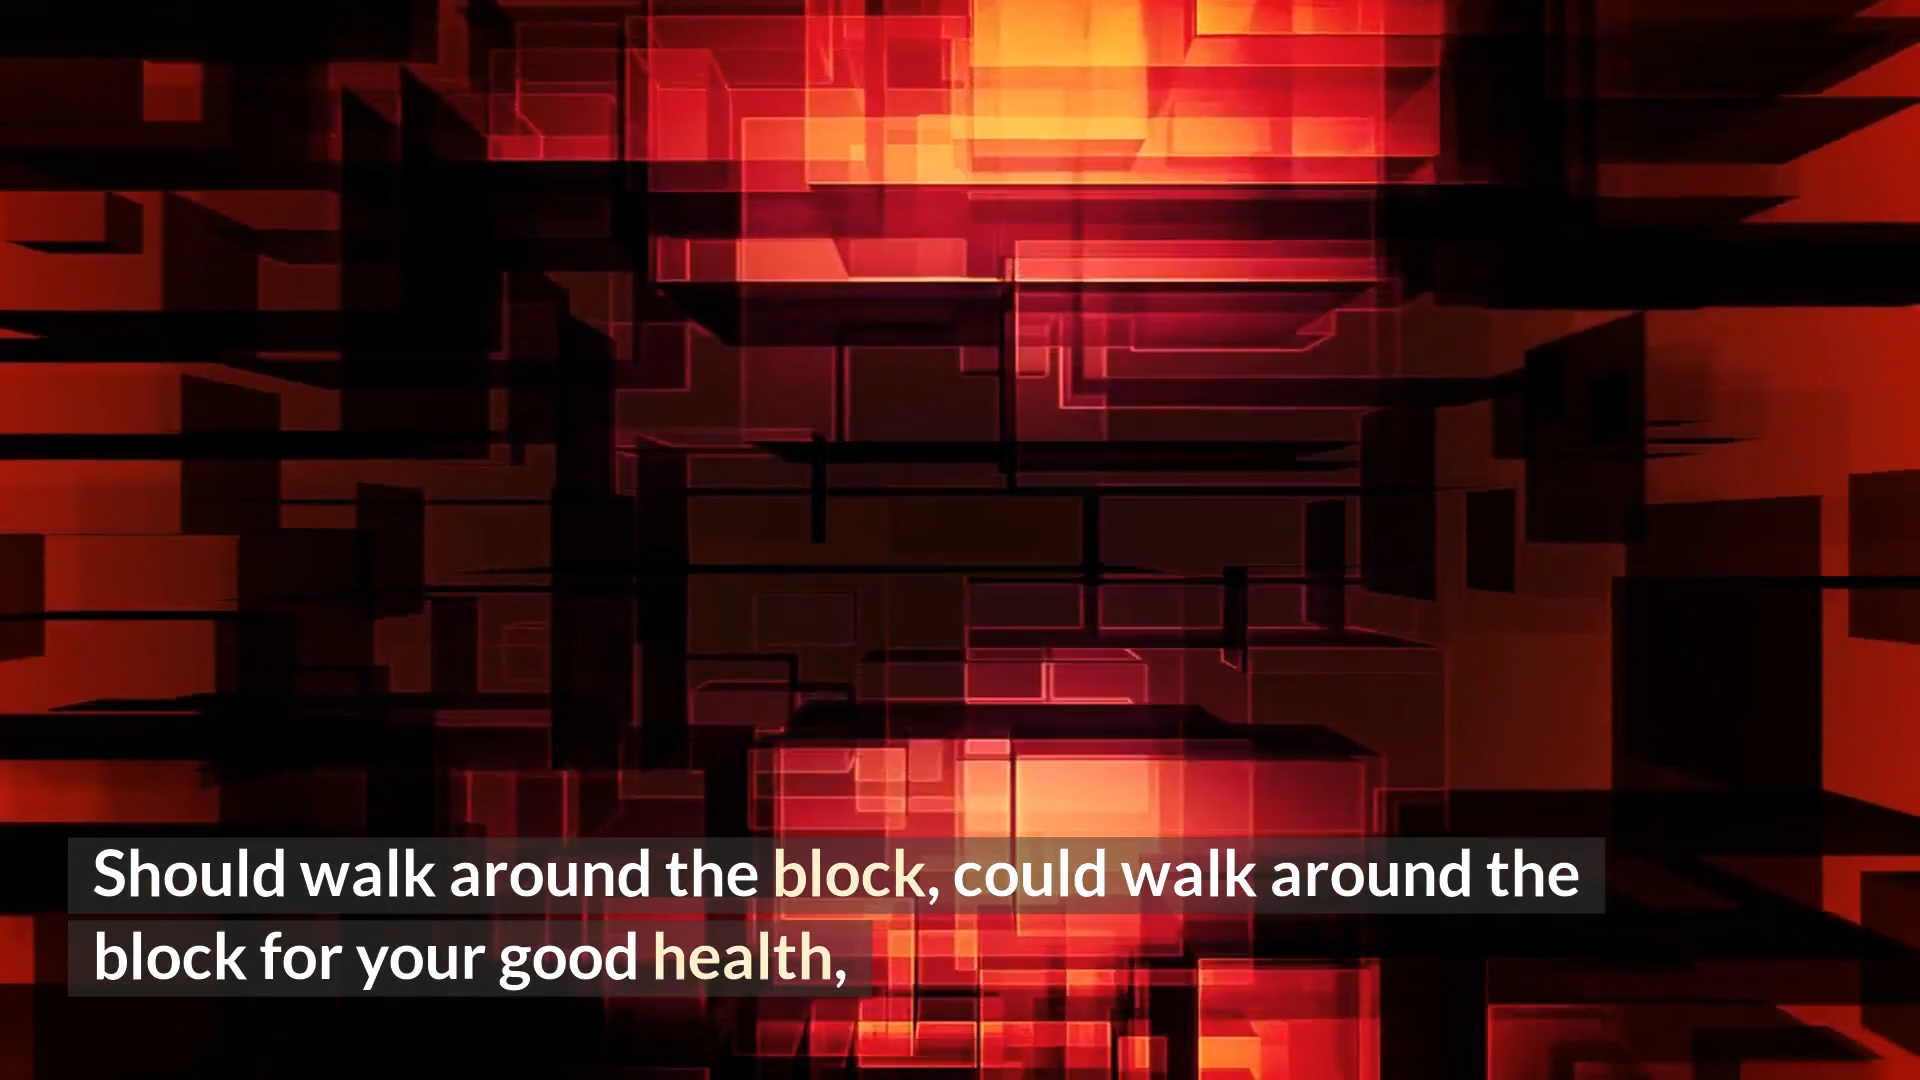 Should walk around the block, could walk around the
block for your good health,